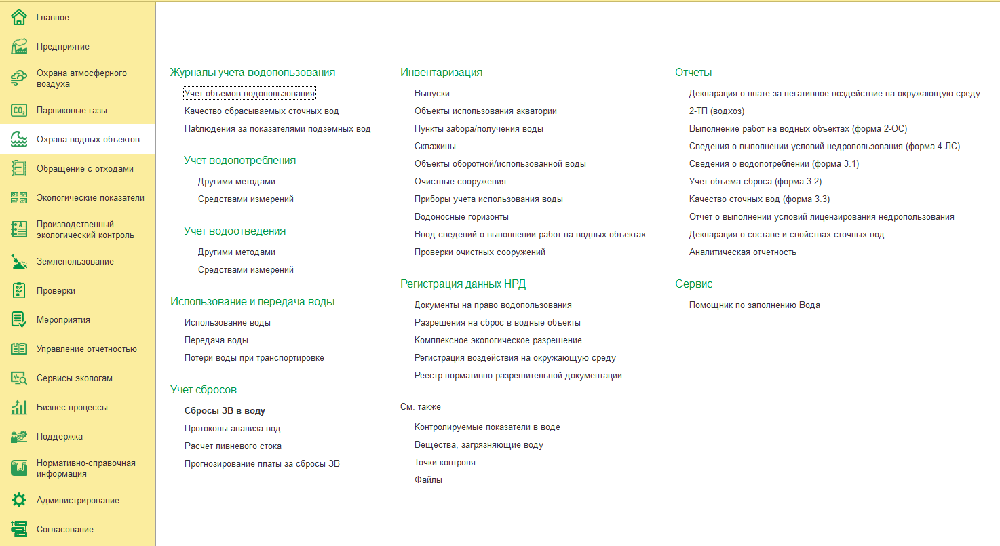 Главное
Предприятие
Охрана атмосферного
воздуха
CO2
Парниковые газы
Охрана водных объектов
Обращение с отходами
Экологические показатели
Производственный
экологический контроль
Землепользование
Проверки
Мероприятия
Управление отчетностью
Сервисы экологам
Бизнес-процессы
Поддержка
Нормативно-справочная
информация
Администрирование
Согласование
Журналы учета водопользования
Учет объемов водопользования
Качество сбрасываемых сточных вод
Наблюдения за показателями подземных вод
Учет водопотребления
Другими методами
Средствами измерений
Учет водоотведения
Другими методами
Средствами измерений
Использование и передача воды
Использование воды
Передача воды
Потери воды при транспортировке
Учет сбросов
Сбросы ЗВ в воду
Протоколы анализа вод
Расчет ливневого стока
Прогнозирование платы за сбросы ЗВ
Инвентаризация
Выпуски
Объекты использования акватории
Пункты забора/получения воды
Скважины
Объекты оборотной/использованной воды
Очистные сооружения
Приборы учета использования воды
Водоносные горизонты
Ввод сведений о выполнении работ на водных объектах
Проверки очистных сооружений
Регистрация данных НРД
Документы на право водопользования
Разрешения на сброс в водные объекты
Комплексное экологическое разрешение
Регистрация воздействия на окружающую среду
Реестр нормативно-разрешительной документации
См. также
Контролируемые показатели в воде
Вещества, загрязняющие воду
Точки контроля
Файлы
Отчеты
Декларация о плате за негативное воздействие на окружающую среду
2-ТП (водхоз)
Выполнение работ на водных объектах (форма 2-ОС)
Сведения о выполнении условий недропользования (форма 4-ЛС)
Сведения о водопотреблении (форма 3.1)
Учет объема сброса (форма 3.2)
Качество сточных вод (форма 3.3)
Отчет о выполнении условий лицензирования недропользования
Декларация о составе и свойствах сточных вод
Аналитическая отчетность
Сервис
Помощник по заполнению Вода